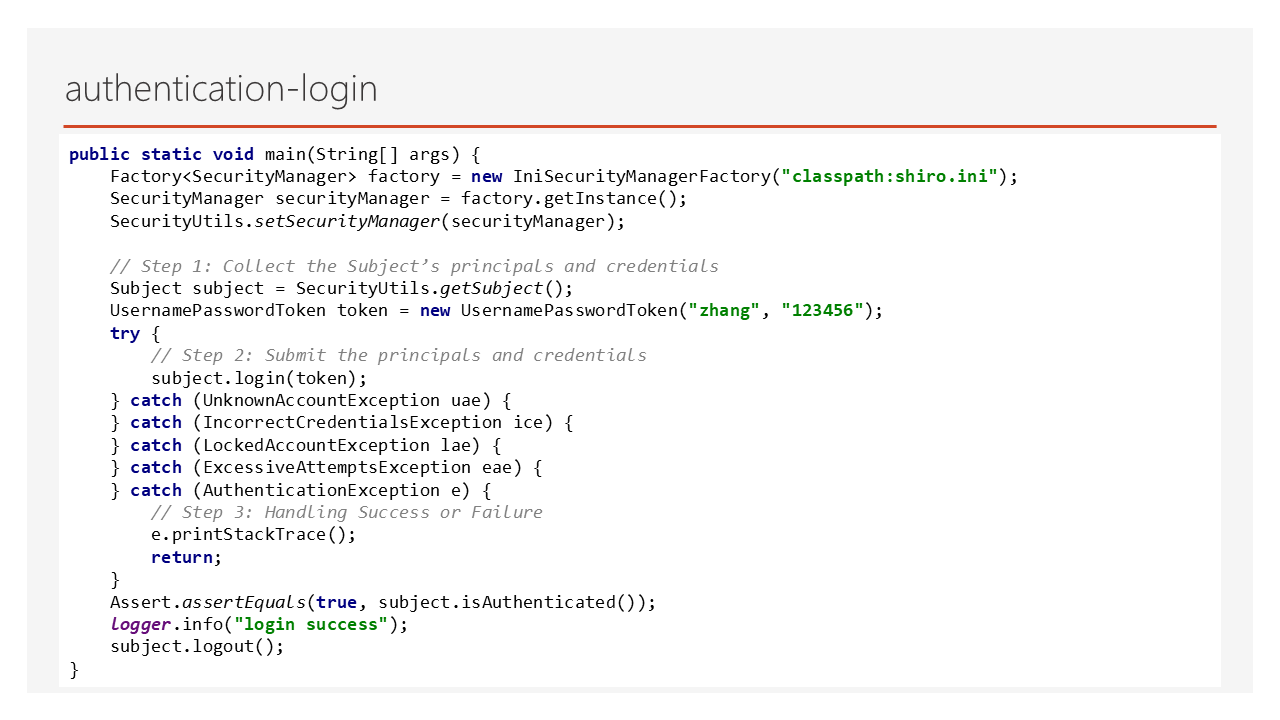 authentication-login
public static void main(String[] args) {
    Factory<SecurityManager> factory = new IniSecurityManagerFactory("classpath:shiro.ini");
    SecurityManager securityManager = factory.getInstance();
    SecurityUtils.setSecurityManager(securityManager);

    // Step 1: Collect the Subject’s principals and credentials
    Subject subject = SecurityUtils.getSubject();
    UsernamePasswordToken token = new UsernamePasswordToken("zhang", "123456");
    try {
        // Step 2: Submit the principals and credentials
        subject.login(token);
    } catch (UnknownAccountException uae) {
    } catch (IncorrectCredentialsException ice) {
    } catch (LockedAccountException lae) {
    } catch (ExcessiveAttemptsException eae) {
    } catch (AuthenticationException e) {
        // Step 3: Handling Success or Failure
        e.printStackTrace();
        return;
    }
    Assert.assertEquals(true, subject.isAuthenticated());
    logger.info("login success");
    subject.logout();
}